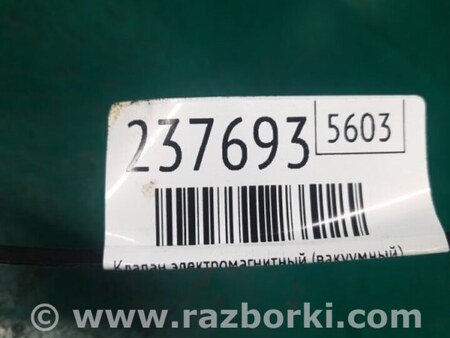 237693 5603
Клапан электромагнитный (вакуумный)
© www.razborki.com